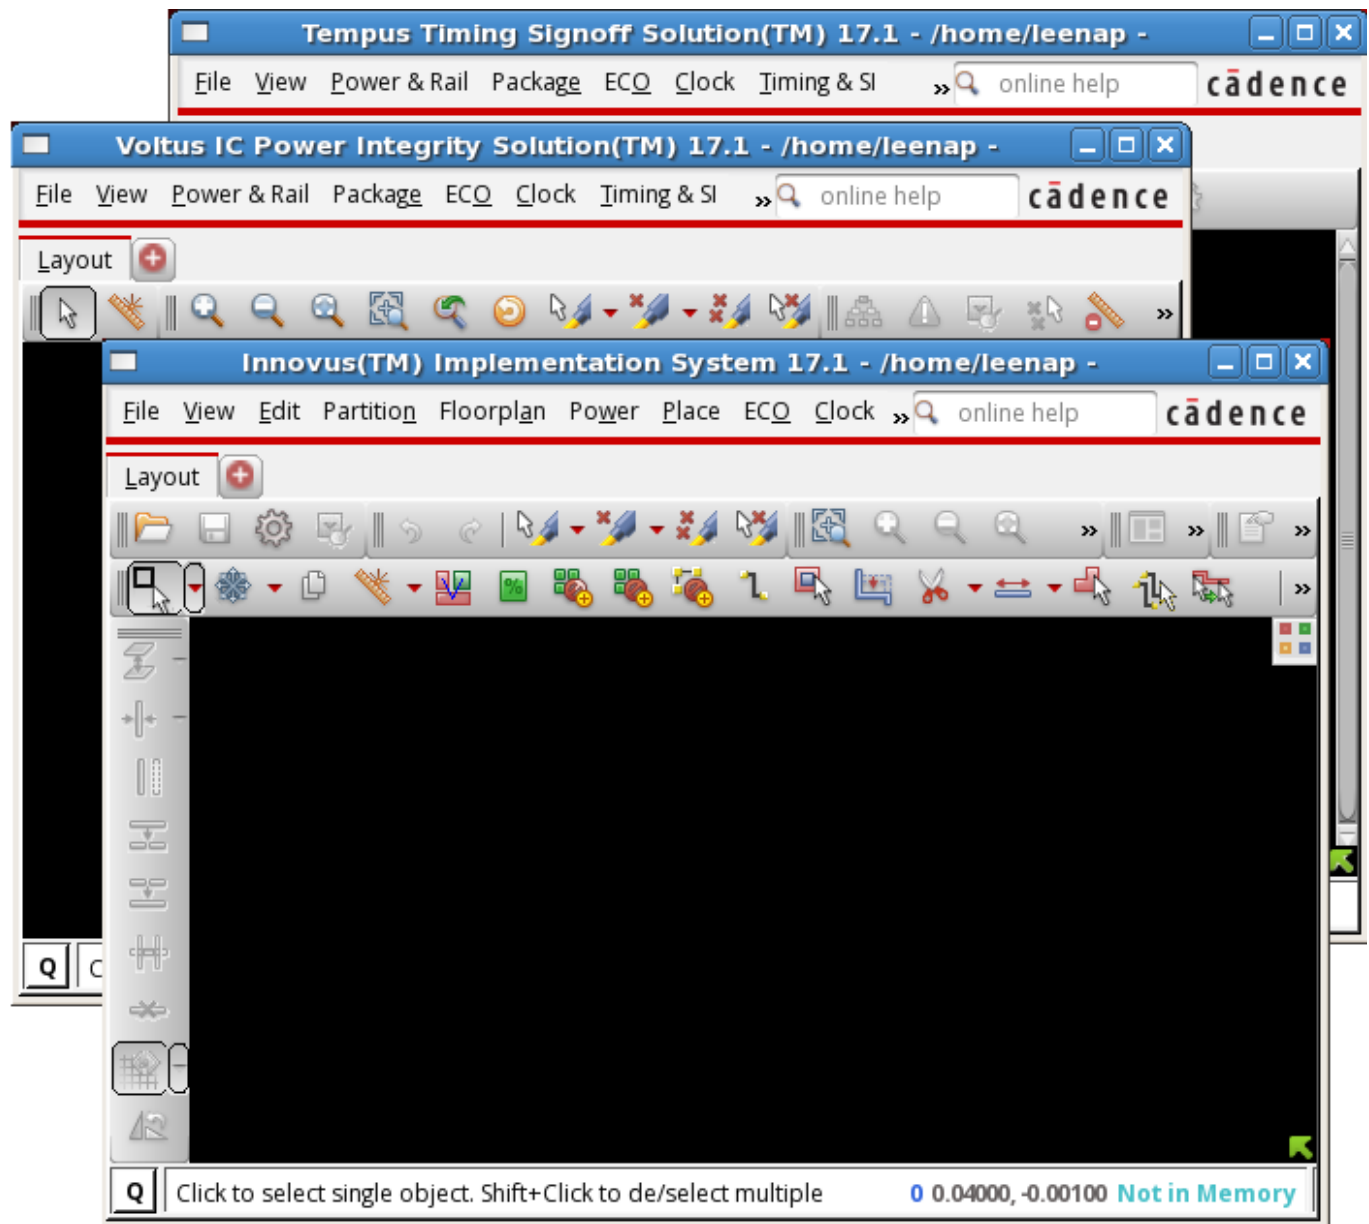 Tempus Timing Signoff Solution(TM) 17.1 - /home/leenap -
File View Power & Rail Package ECO Clock Timing & SI » online help cādence
Voltus IC Power Integrity Solution(TM) 17.1 - /home/leenap -
File View Power & Rail Package ECO Clock Timing & SI » online help cādence
Layout
»
Innovus(TM) Implementation System 17.1 - /home/leenap -
File View Edit Partition Floorplan Power Place ECO Clock » online help cādence
Layout
» » »
%
»
Q
Q Click to select single object. Shift+Click to de/select multiple 0 0.04000, -0.00100 Not in Memory